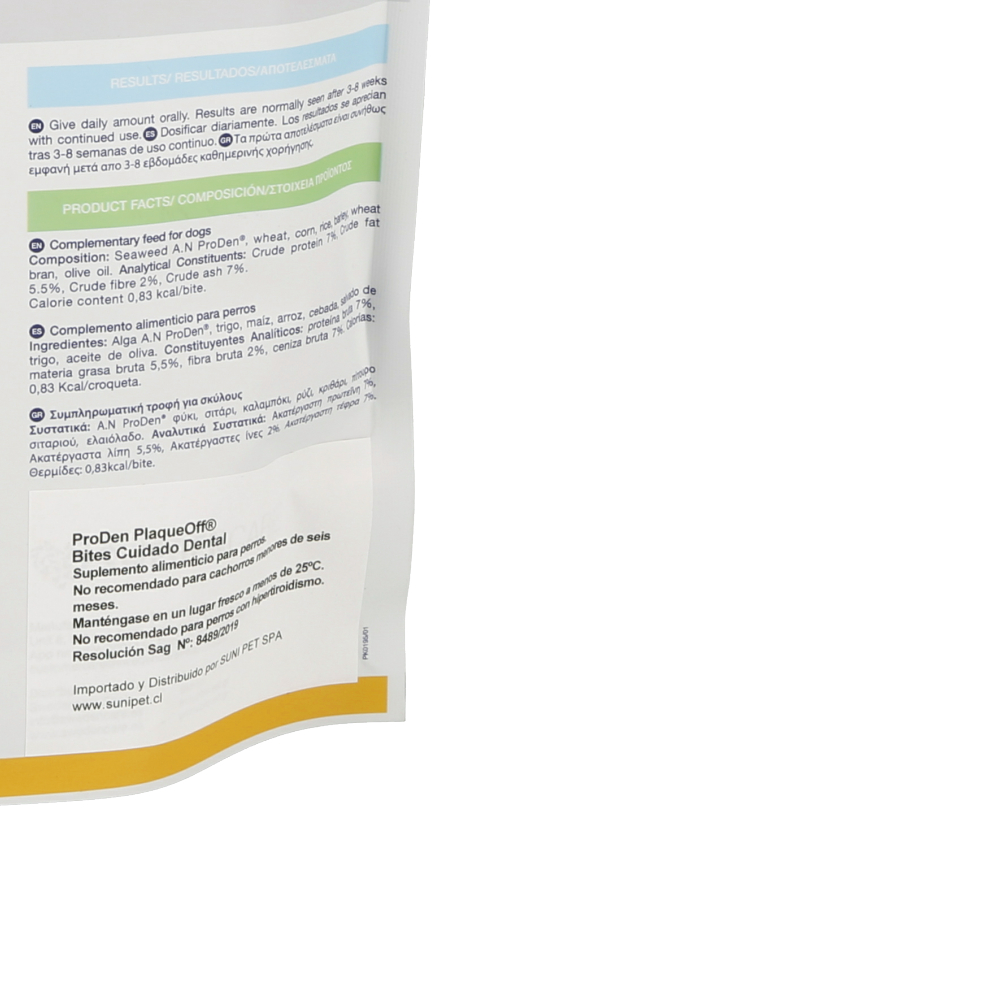 RESULTS/ RESULTADOS/ΑΠΟΤΕΛΕΣΜΑΤΑ
EN Give daily amount orally. Results are normally seen after 3-8 weeks
with continued use. ES Dosificar diariamente. Los resultados se aprecian
tras 3-8 semanas de uso continuo. GR Τα πρώτα αποτελέσματα είναι συνήθως
εμφανή μετά απο 3-8 εβδομάδες καθημερινής χορήγησης.
PRODUCT FACTS/ COMPOSICIÓN/ΣΤΟΙΧΕΙΑ ΠΡΟΪΟΝΤΟΣ
EN Complementary feed for dogs
Composition: Seaweed A.N ProDen®, wheat, corn, rice, barley, wheat
bran, olive oil. Analytical Constituents: Crude protein 7%, Crude fat
5.5%, Crude fibre 2%, Crude ash 7%.
Calorie content 0,83 kcal/bite.
ES Complemento alimenticio para perros
Ingredientes: Alga A.N ProDen®, trigo, maíz, arroz, cebada, salvado de
trigo, aceite de oliva. Constituyentes Analíticos: proteína bruta 7%,
materia grasa bruta 5,5%, fibra bruta 2%, ceniza bruta 7%. Calorías:
0,83 Kcal/croqueta.
GR Συμπληρωματική τροφή για σκύλους
Συστατικά: A.N ProDen® φύκι, σιτάρι, καλαμπόκι, ρύζι, κριθάρι, πίτουρο
σιταριού, ελαιόλαδο. Αναλυτικά Συστατικά: Ακατέργαστη πρωτεΐνη 7%,
Ακατέργαστα λίπη 5,5%, Ακατέργαστες ίνες 2% Ακατέργαστη τέφρα 7%.
Θερμίδες: 0,83kcal/bite.
ProDen PlaqueOff®
Bites Cuidado Dental
Suplemento alimenticio para perros.
No recomendado para cachorros menores de seis
meses.
Manténgase en un lugar fresco a menos de 25ºC.
No recomendado para perros con hipertiroidismo.
Resolución Sag Nº: 8489/2019
Importado y Distribuido por SUNI PET SPA
www.sunipet.cl